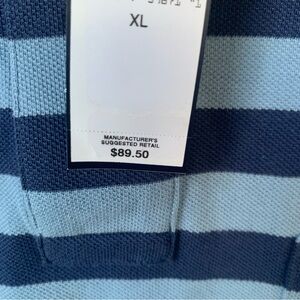 XL
MANUFACTURER'S
SUGGESTED RETAIL
$89.50